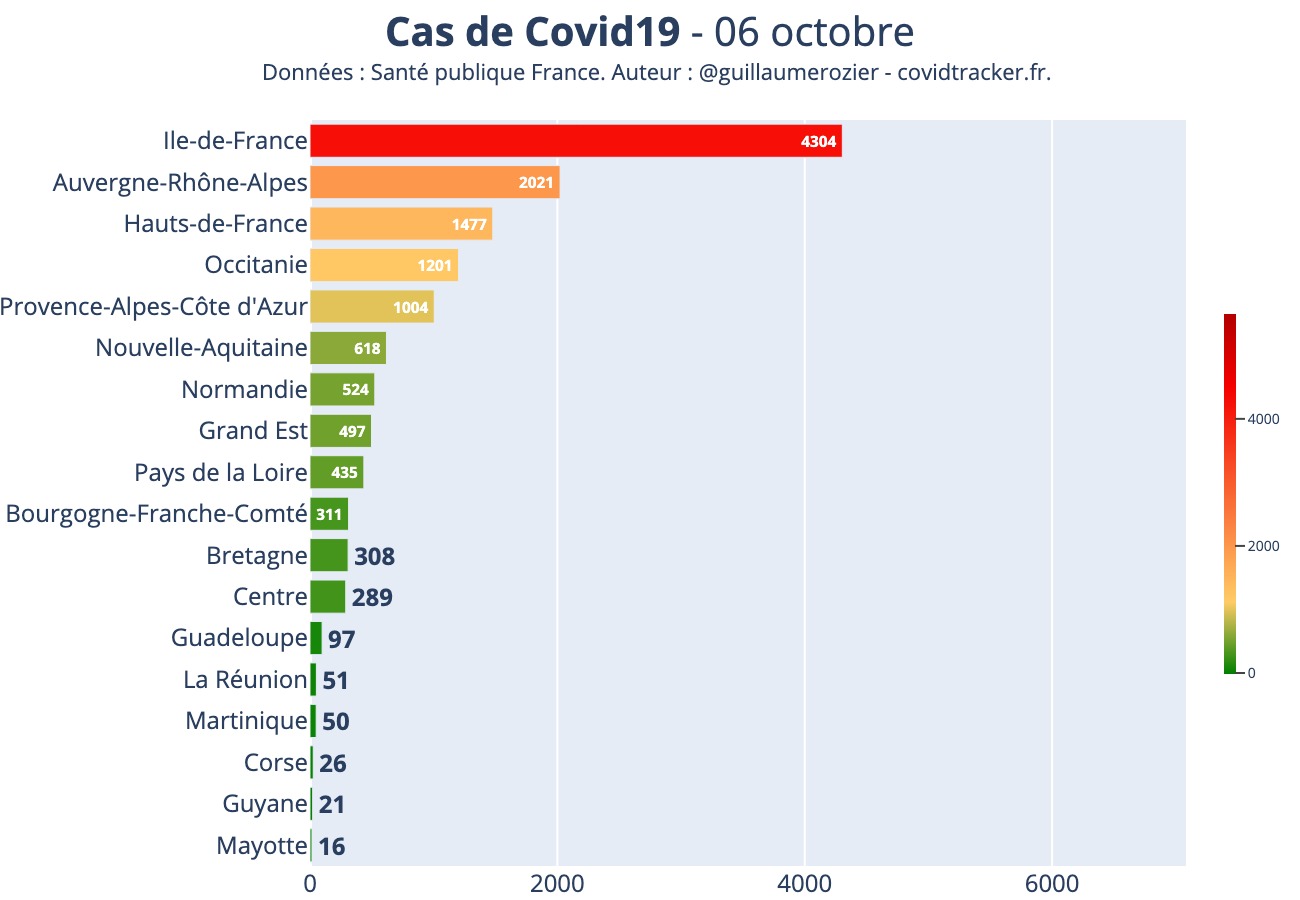 Cas de Covid19 - 06 octobre
Données : Santé publique France. Auteur : @guillaumerozier - covidtracker.fr.
Ile-de-France 4304
Auvergne-Rhône-Alpes 2021
Hauts-de-France 1477
Occitanie 1201
Provence-Alpes-Côte d'Azur 1004
Nouvelle-Aquitaine 618
Normandie 524
Grand Est 497
Pays de la Loire 435
Bourgogne-Franche-Comté 311
Bretagne 308
Centre 289
Guadeloupe 97
La Réunion 51
Martinique 50
Corse 26
Guyane 21
Mayotte 16
0 2000 4000 6000
4000
2000
0